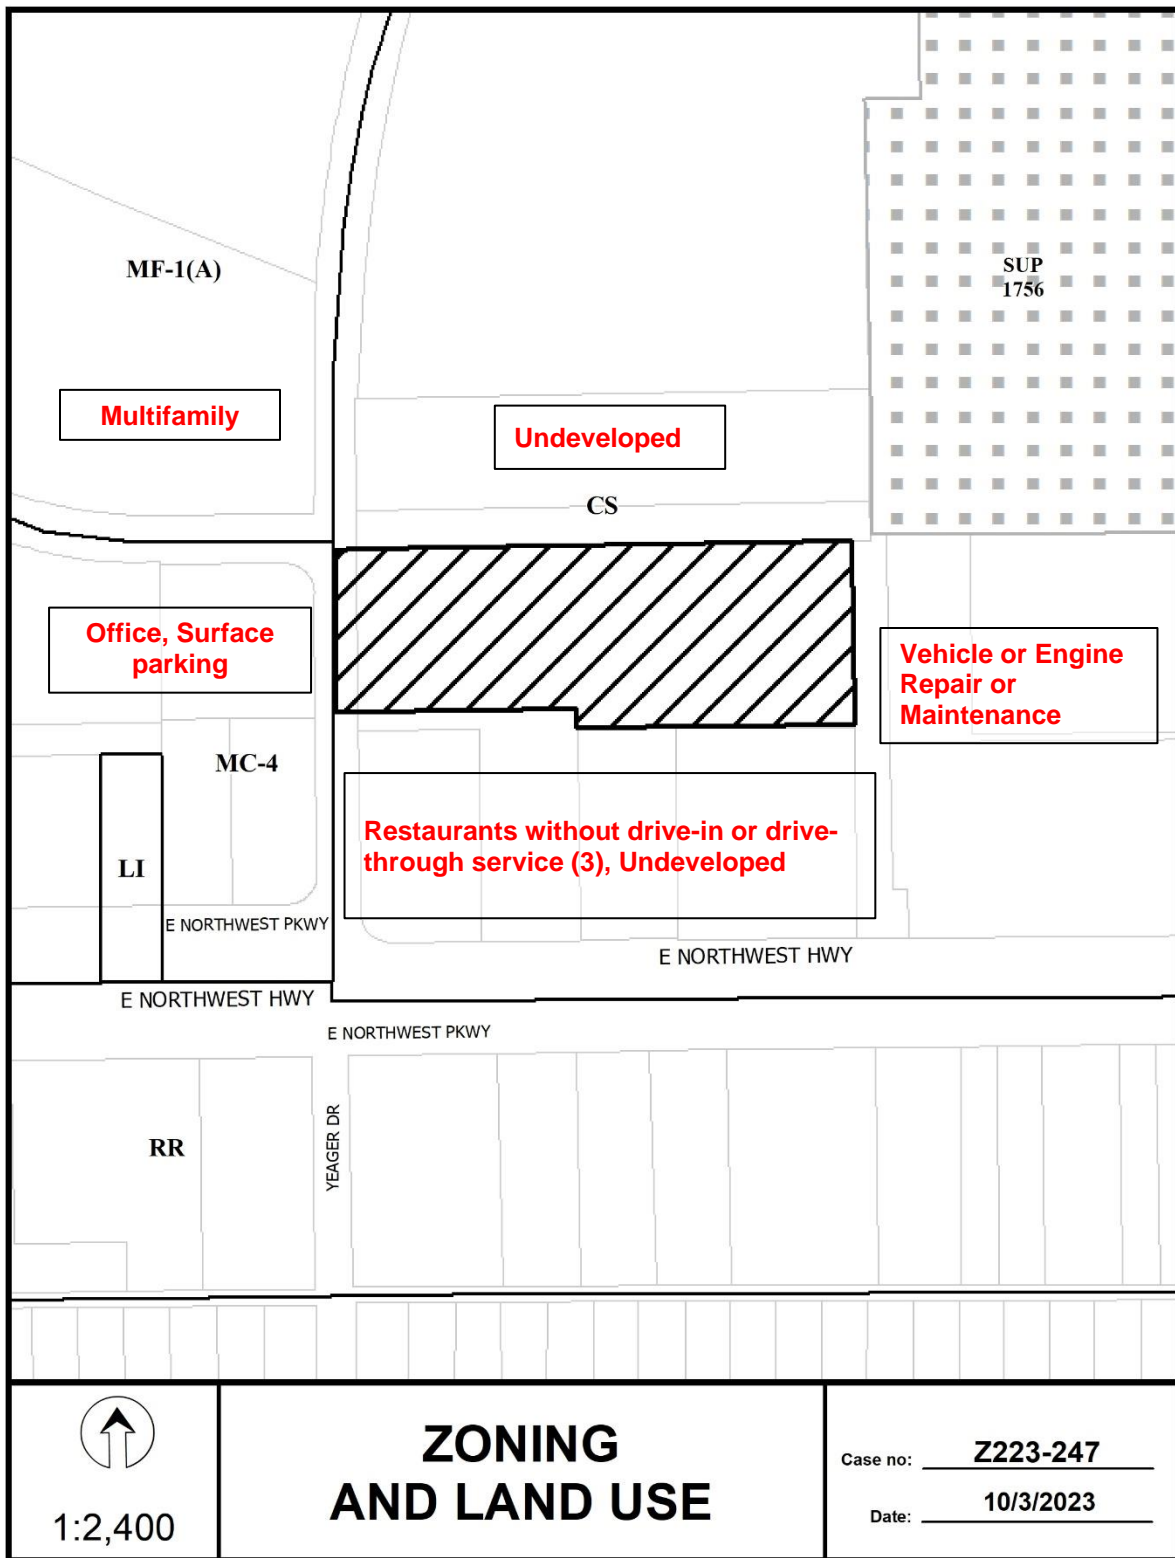 MF-1(A)
SUP
1756
Multifamily
Undeveloped
CS
Office, Surface
parking
Vehicle or Engine
Repair or
Maintenance
MC-4
Restaurants without drive-in or drive-
through service (3), Undeveloped
LI
E NORTHWEST PKWY
E NORTHWEST HWY
E NORTHWEST HWY
E NORTHWEST PKWY
YEAGER DR
RR
1:2,400
ZONING
AND LAND USE
Case no: Z223-247
Date: 10/3/2023